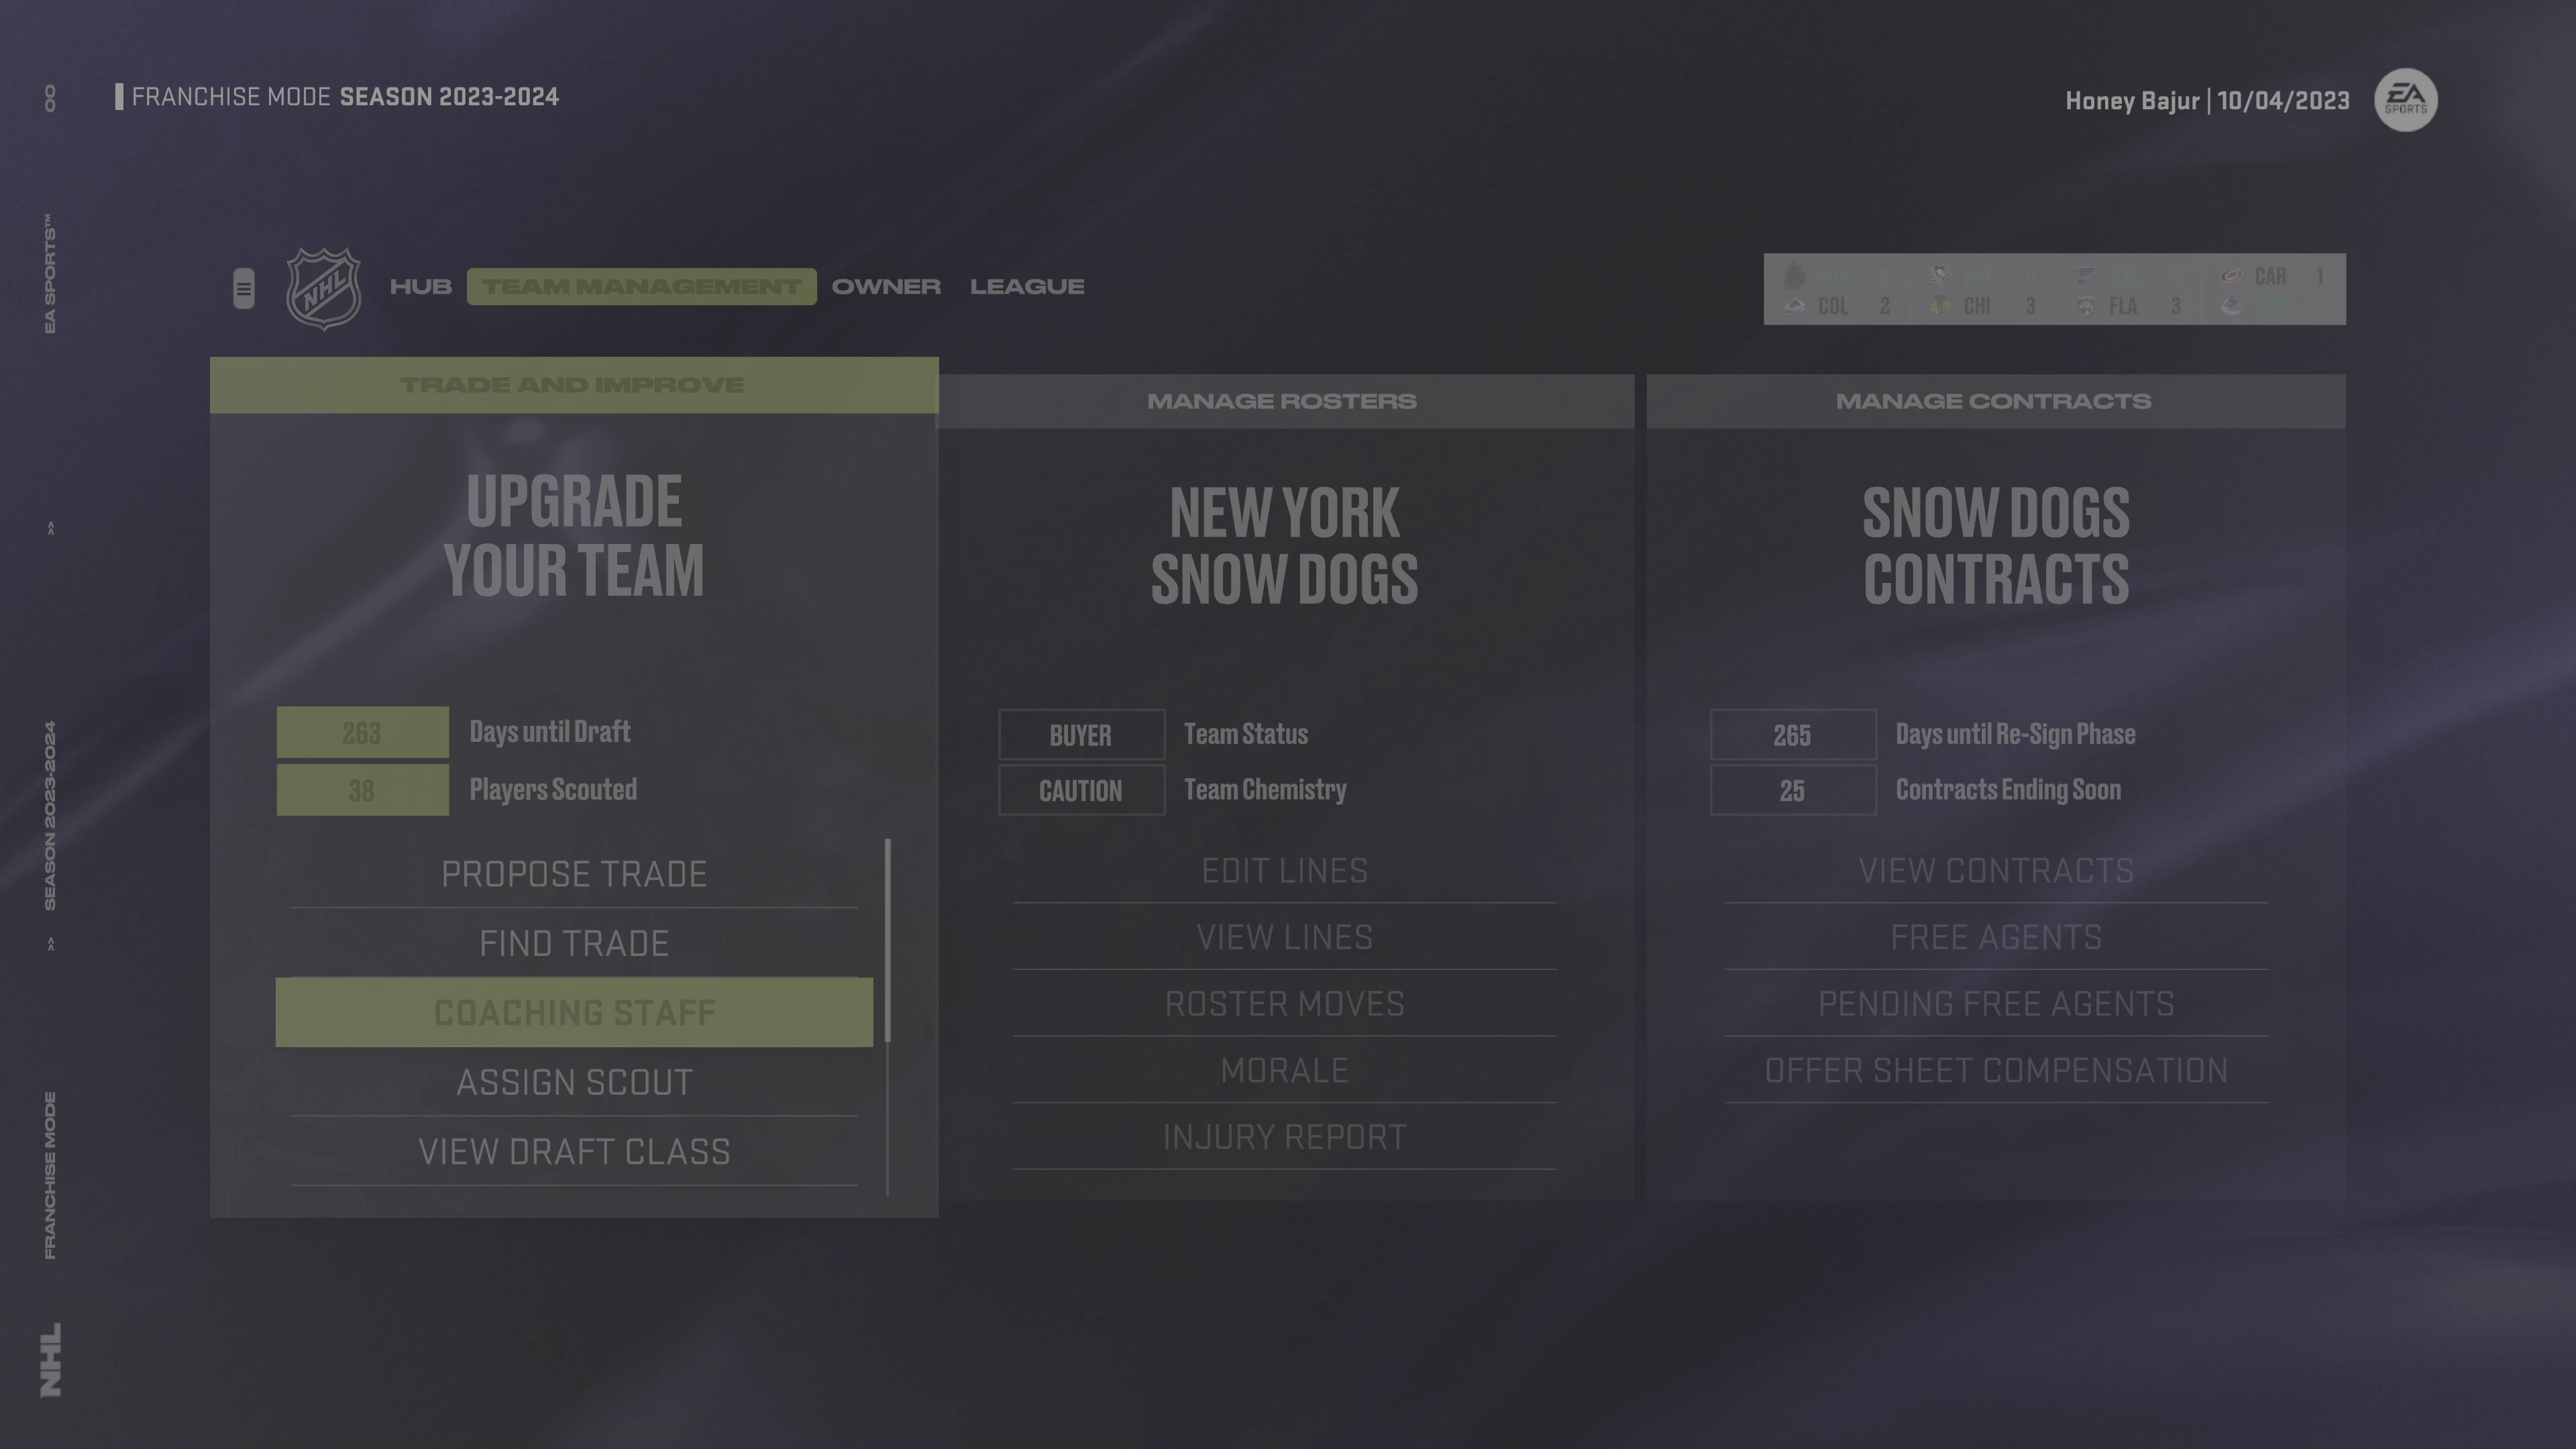 FRANCHISE MODE SEASON 2023-2024
Honey Bajur | 10/04/2023
EA SPORTS
NHL
HUB
TEAM MANAGEMENT
OWNER
LEAGUE
CAR 1
COL 2
CHI 3
FLA 3
TRADE AND IMPROVE
UPGRADE
YOUR TEAM
263 Days until Draft
38 Players Scouted
PROPOSE TRADE
FIND TRADE
COACHING STAFF
ASSIGN SCOUT
VIEW DRAFT CLASS
MANAGE ROSTERS
NEW YORK
SNOW DOGS
BUYER Team Status
CAUTION Team Chemistry
EDIT LINES
VIEW LINES
ROSTER MOVES
MORALE
INJURY REPORT
MANAGE CONTRACTS
SNOW DOGS
CONTRACTS
265 Days until Re-Sign Phase
25 Contracts Ending Soon
VIEW CONTRACTS
FREE AGENTS
PENDING FREE AGENTS
OFFER SHEET COMPENSATION
NHL
FRANCHISE MODE
>>
SEASON 2023-2024
>>
EA SPORTS™